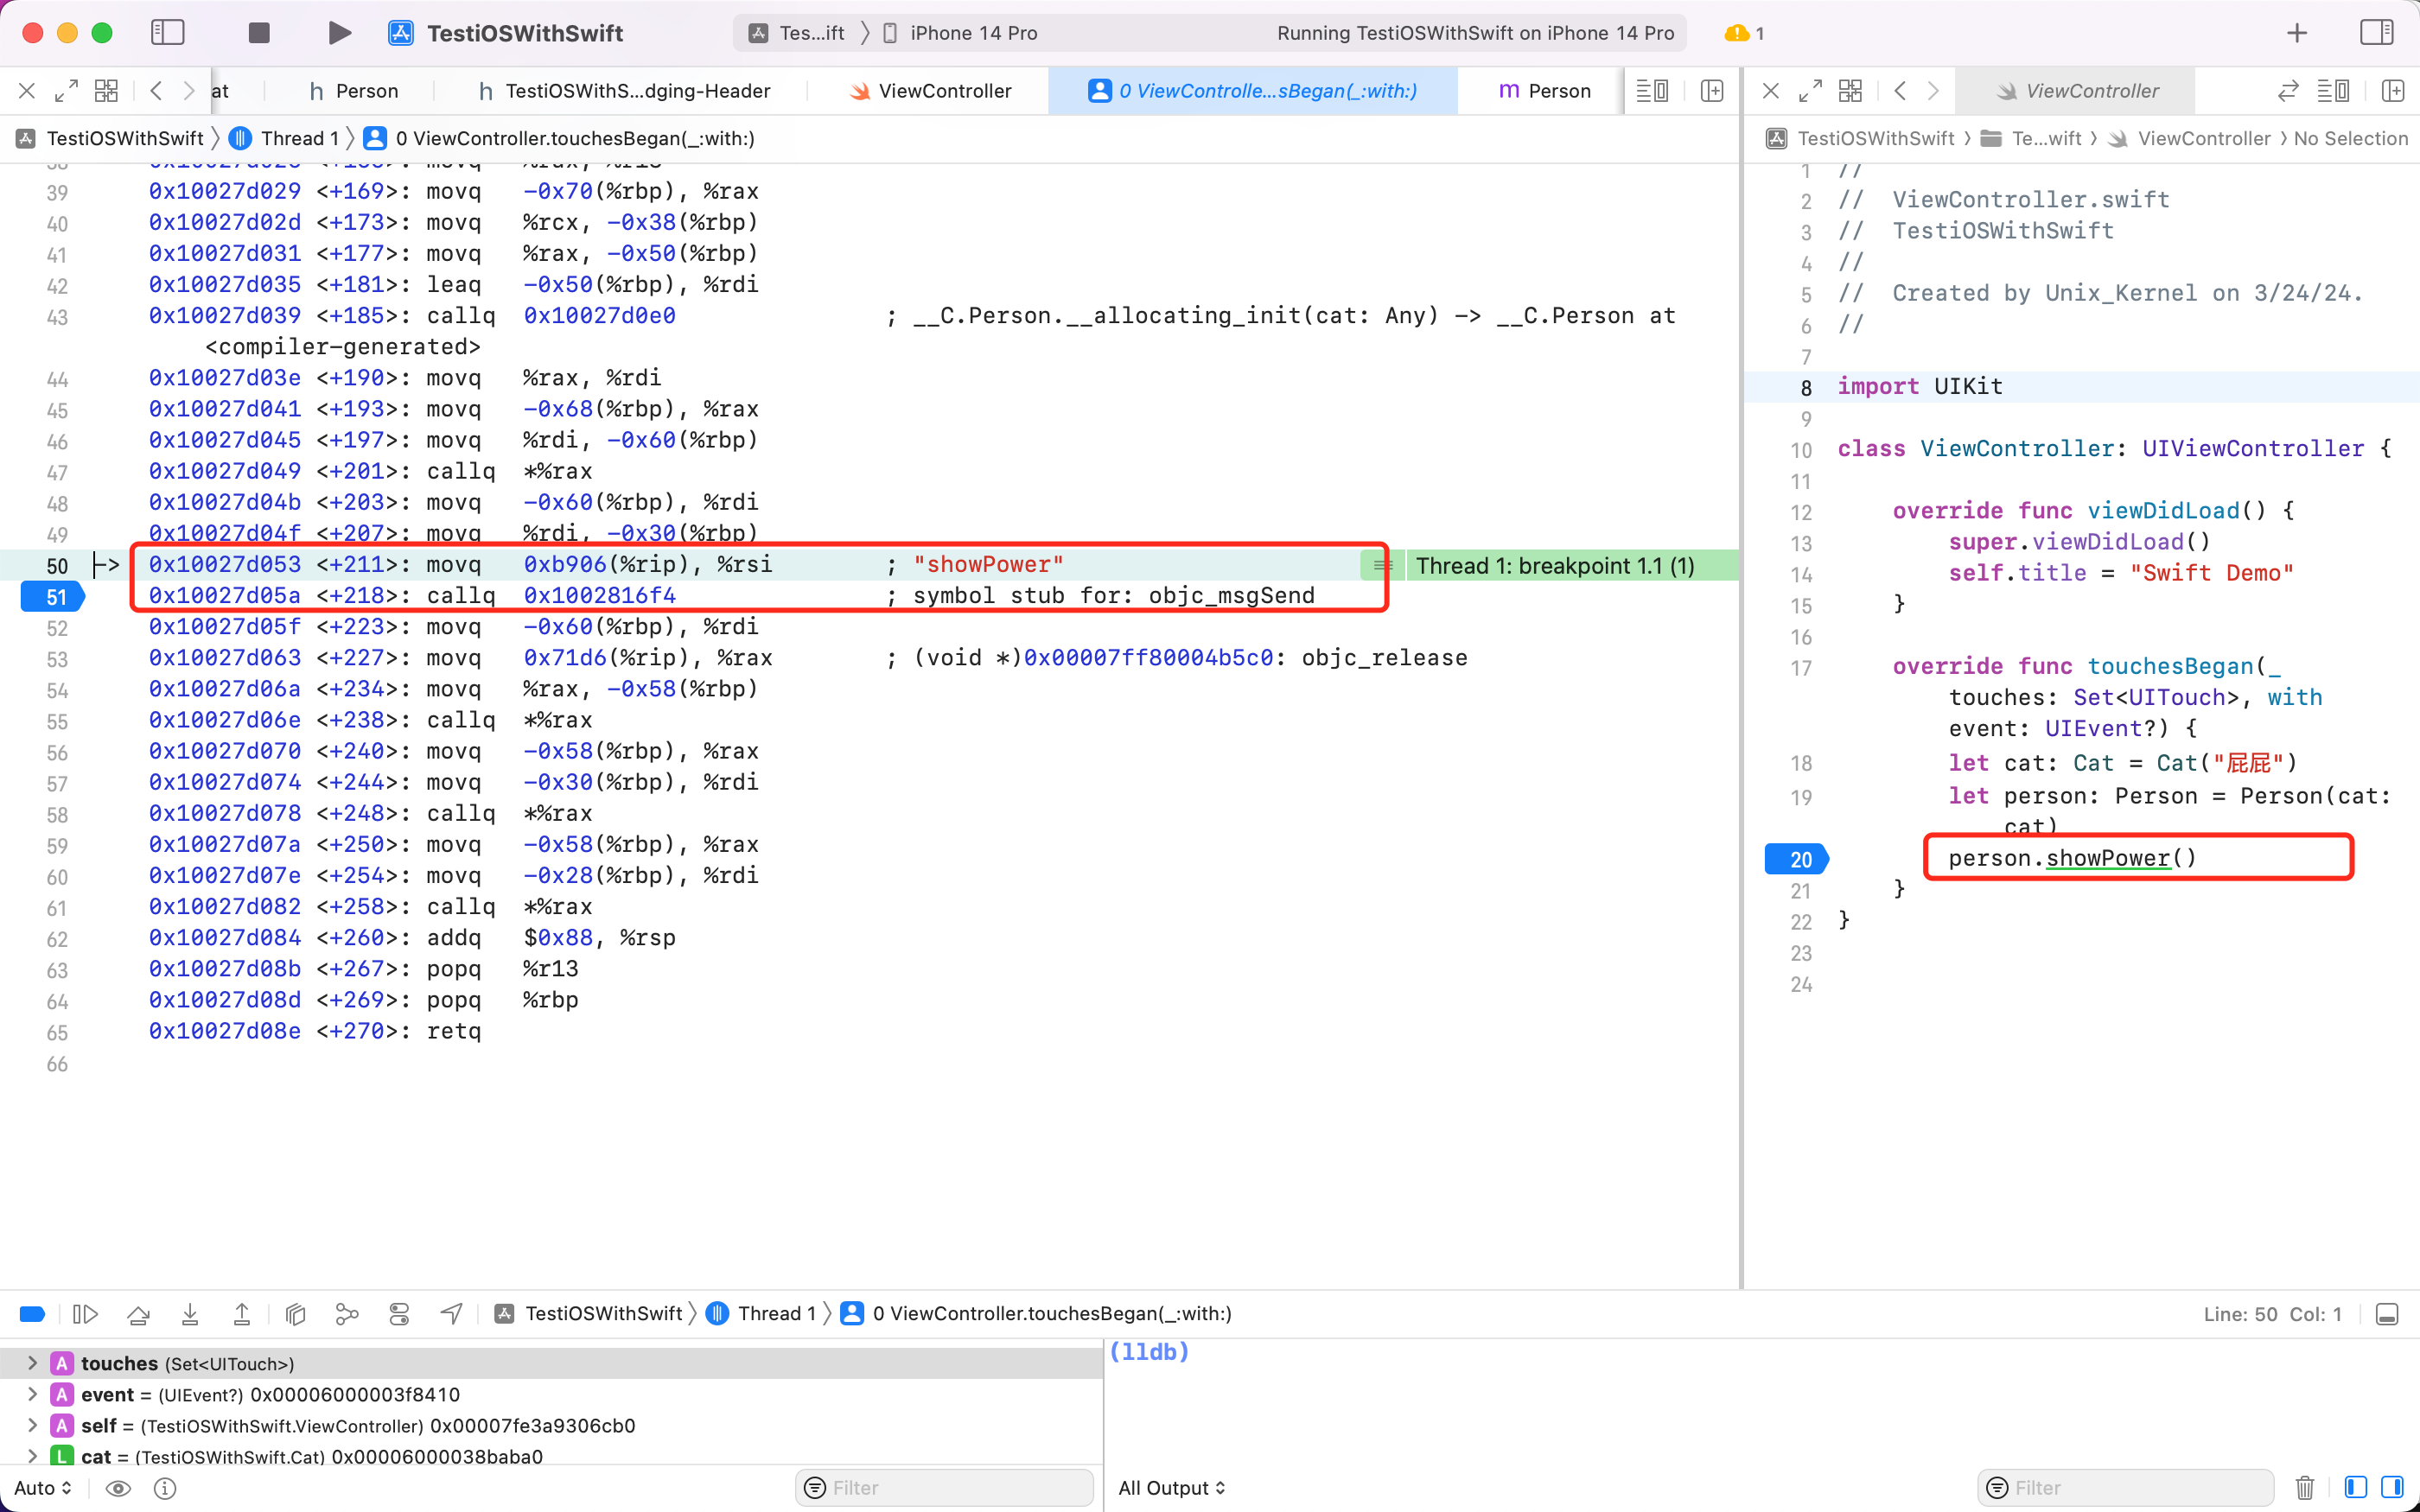 TestiOSWithSwift
Tes...ift
iPhone 14 Pro
Running TestiOSWithSwift on iPhone 14 Pro
1
at
h Person
h TestiOSWithS...dging-Header
ViewController
0 ViewControlle...sBegan(_:with:)
m Person
ViewController
TestiOSWithSwift 〉 Thread 1 〉 0 ViewController.touchesBegan(_:with:)
39 0x10027d029 <+169>: movq -0x70(%rbp), %rax
40 0x10027d02d <+173>: movq %rcx, -0x38(%rbp)
41 0x10027d031 <+177>: movq %rax, -0x50(%rbp)
42 0x10027d035 <+181>: leaq -0x50(%rbp), %rdi
43 0x10027d039 <+185>: callq 0x10027d0e0 ; __C.Person.__allocating_init(cat: Any) -> __C.Person at
<compiler-generated>
44 0x10027d03e <+190>: movq %rax, %rdi
45 0x10027d041 <+193>: movq -0x68(%rbp), %rax
46 0x10027d045 <+197>: movq %rdi, -0x60(%rbp)
47 0x10027d049 <+201>: callq *%rax
48 0x10027d04b <+203>: movq -0x60(%rbp), %rdi
49 0x10027d04f <+207>: movq %rdi, -0x30(%rbp)
50 -> 0x10027d053 <+211>: movq 0xb906(%rip), %rsi ; "showPower" Thread 1: breakpoint 1.1 (1)
51 0x10027d05a <+218>: callq 0x1002816f4 ; symbol stub for: objc_msgSend
52 0x10027d05f <+223>: movq -0x60(%rbp), %rdi
53 0x10027d063 <+227>: movq 0x71d6(%rip), %rax ; (void *)0x00007ff80004b5c0: objc_release
54 0x10027d06a <+234>: movq %rax, -0x58(%rbp)
55 0x10027d06e <+238>: callq *%rax
56 0x10027d070 <+240>: movq -0x58(%rbp), %rax
57 0x10027d074 <+244>: movq -0x30(%rbp), %rdi
58 0x10027d078 <+248>: callq *%rax
59 0x10027d07a <+250>: movq -0x58(%rbp), %rax
60 0x10027d07e <+254>: movq -0x28(%rbp), %rdi
61 0x10027d082 <+258>: callq *%rax
62 0x10027d084 <+260>: addq $0x88, %rsp
63 0x10027d08b <+267>: popq %r13
64 0x10027d08d <+269>: popq %rbp
65 0x10027d08e <+270>: retq
66
TestiOSWithSwift 〉 Te...wift 〉 ViewController 〉 No Selection
1 //
2 // ViewController.swift
3 // TestiOSWithSwift
4 //
5 // Created by Unix_Kernel on 3/24/24.
6 //
7
8 import UIKit
9
10 class ViewController: UIViewController {
11
12 override func viewDidLoad() {
13 super.viewDidLoad()
14 self.title = "Swift Demo"
15 }
16
17 override func touchesBegan(_
touches: Set<UITouch>, with
event: UIEvent?) {
18 let cat: Cat = Cat("屁屁")
19 let person: Person = Person(cat:
cat)
20 person.showPower()
21 }
22 }
23
24
TestiOSWithSwift 〉 Thread 1 〉 0 ViewController.touchesBegan(_:with:)
Line: 50 Col: 1
A touches (Set<UITouch>)
A event = (UIEvent?) 0x00006000003f8410
A self = (TestiOSWithSwift.ViewController) 0x00007fe3a9306cb0
L cat = (TestiOSWithSwift.Cat) 0x00006000038baba0
(lldb)
Auto
Filter
All Output
Filter